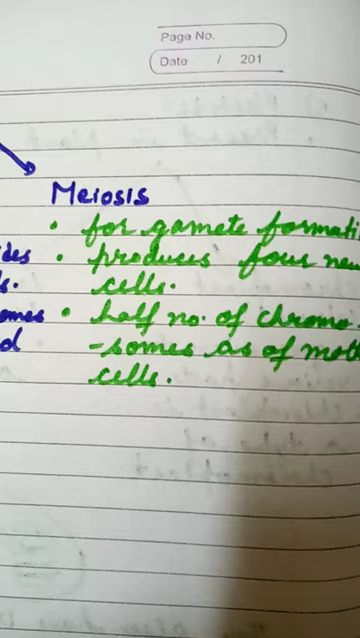 Page No.
Date / 201
Meiosis
• for gamete formati
ides • produces four new
s. cells.
omes • half no. of chromo-
d -somes as of moth
cells.